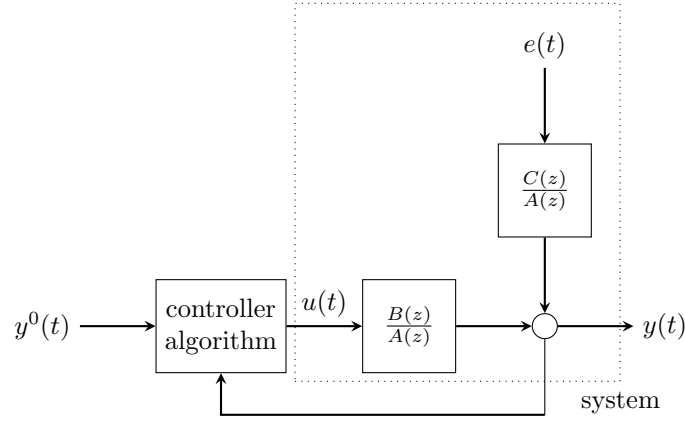 e(t)
C(z)
A(z)
y⁰(t)
controller
algorithm
u(t)
B(z)
A(z)
y(t)
system